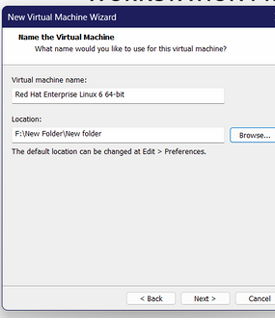 New Virtual Machine Wizard
Name the Virtual Machine
What name would you like to use for this virtual machine?
Virtual machine name:
Red Hat Enterprise Linux 6 64-bit
Location:
F:\New Folder\New folder
Browse...
The default location can be changed at Edit > Preferences.
< Back
Next >
Cancel